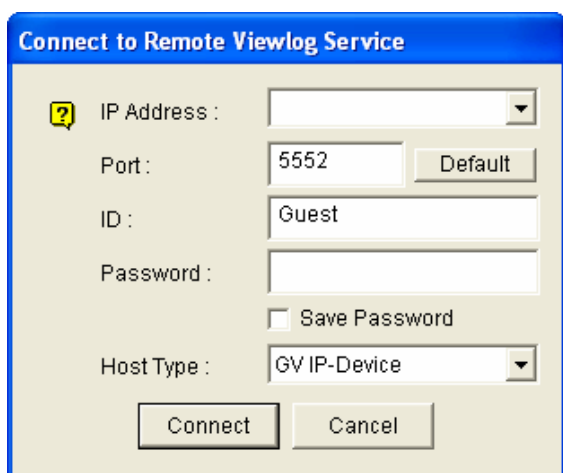 Connect to Remote Viewlog Service
IP Address :
Port : 5552 Default
ID : Guest
Password :
Save Password
Host Type : GV IP-Device
Connect Cancel